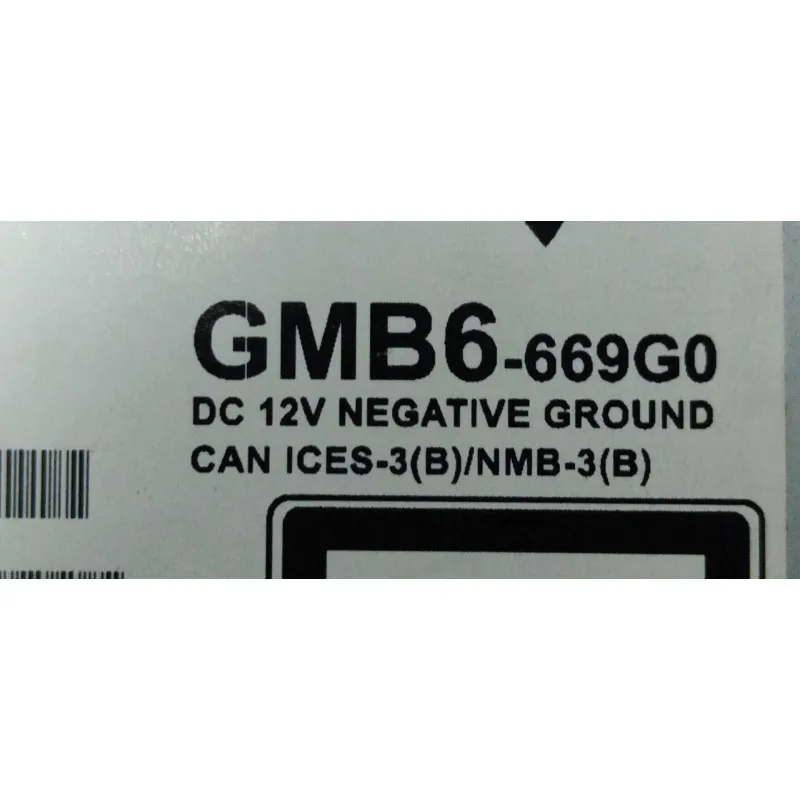 GMB6-669G0
DC 12V NEGATIVE GROUND
CAN ICES-3(B)/NMB-3(B)